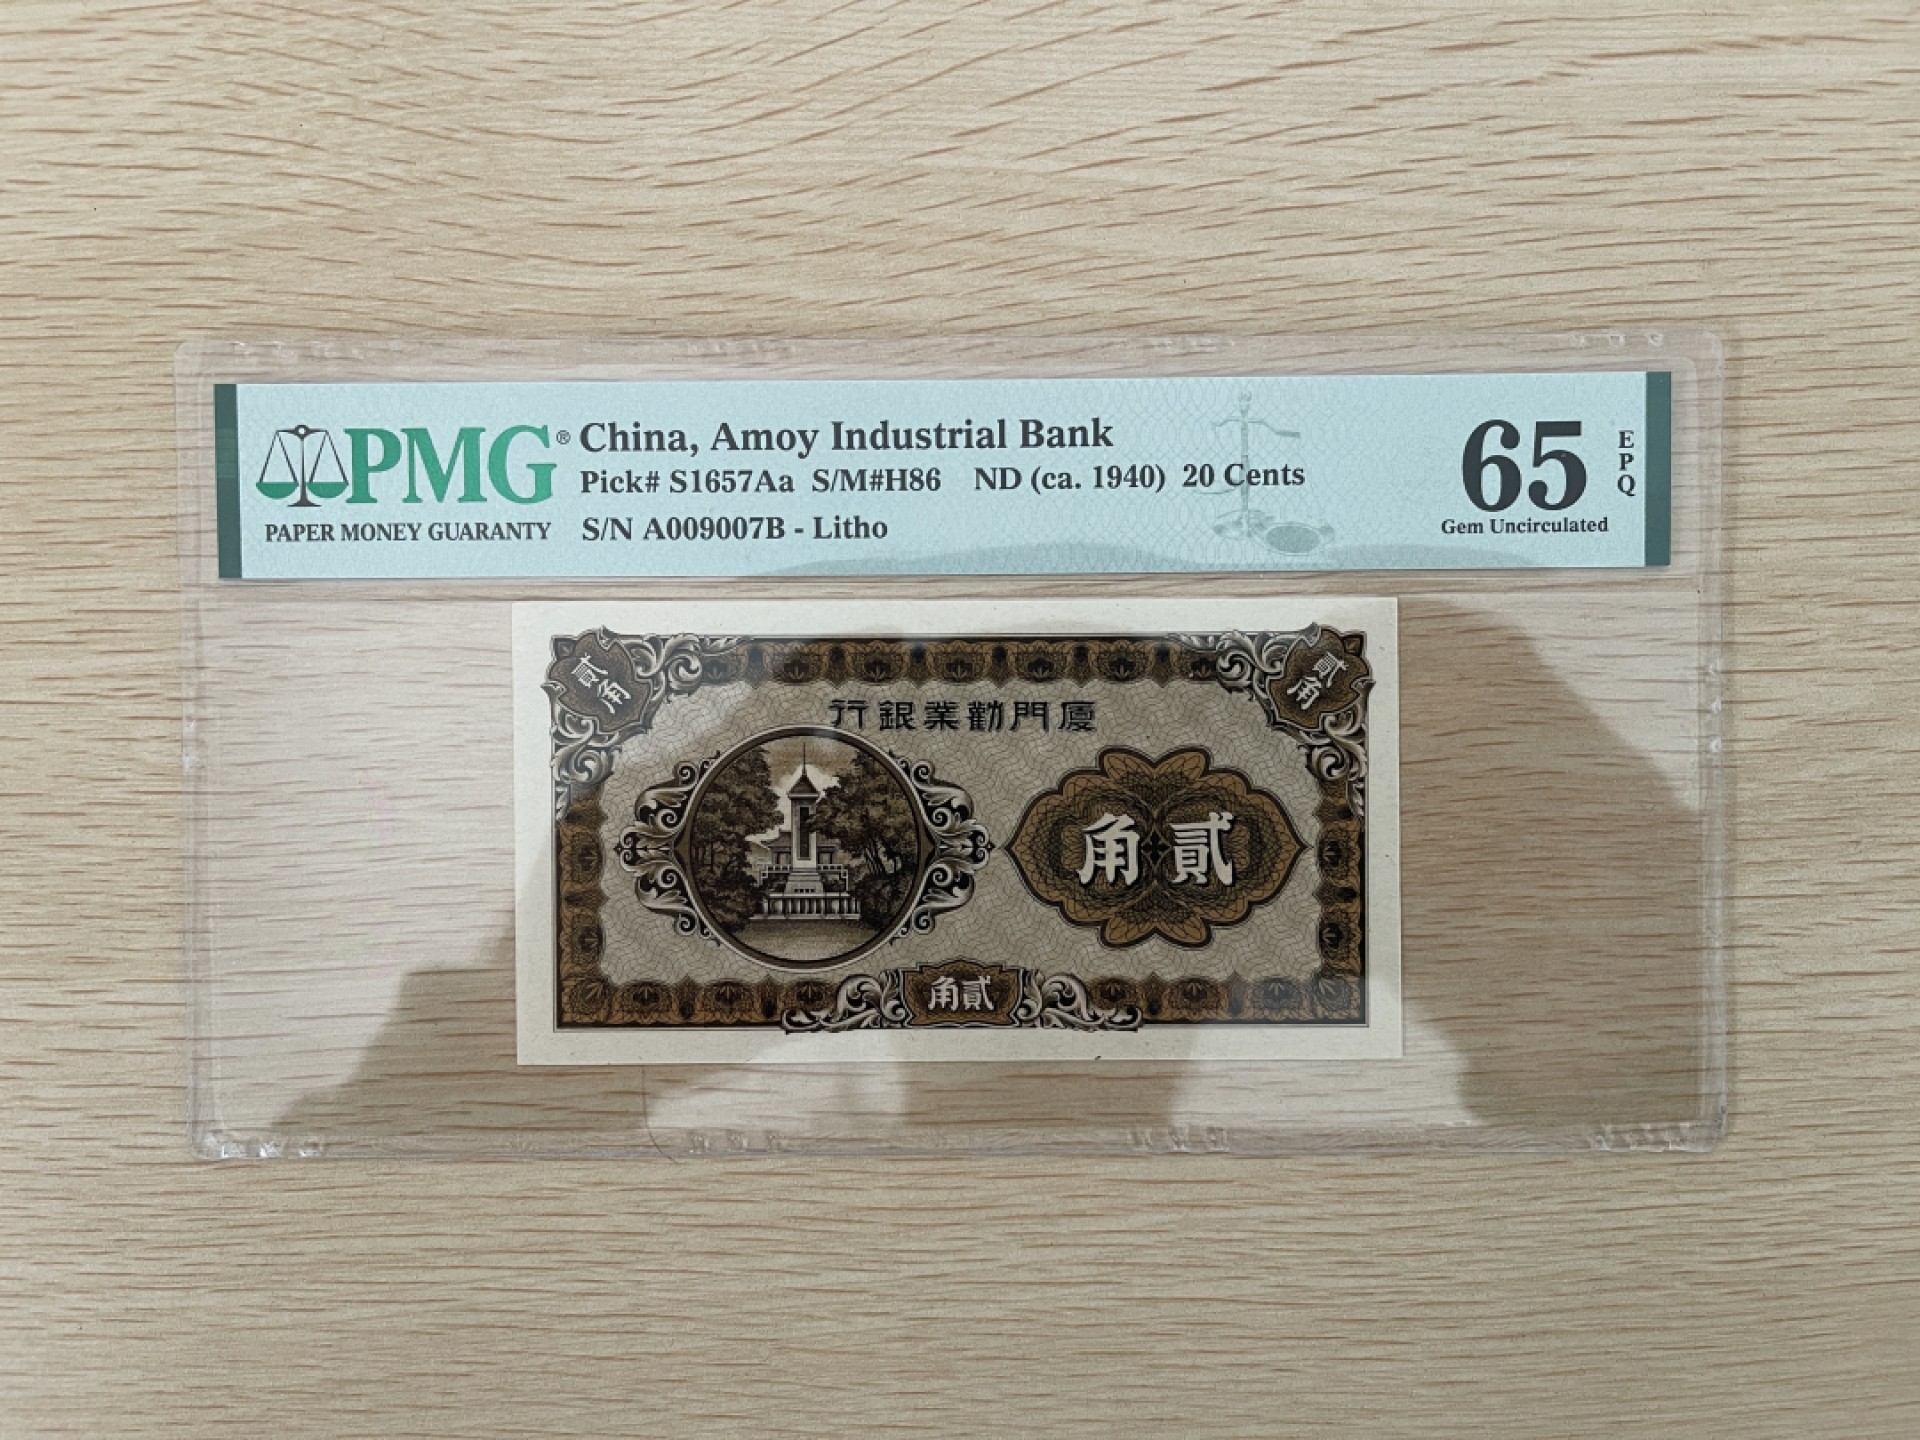 PMG® China, Amoy Industrial Bank
Pick# S1657Aa S/M#H86 ND (ca. 1940) 20 Cents
PAPER MONEY GUARANTY S/N A009007B - Litho
65 EPQ
Gem Uncirculated
貳角
貳角
行銀業勸門廈
角貳
角貳